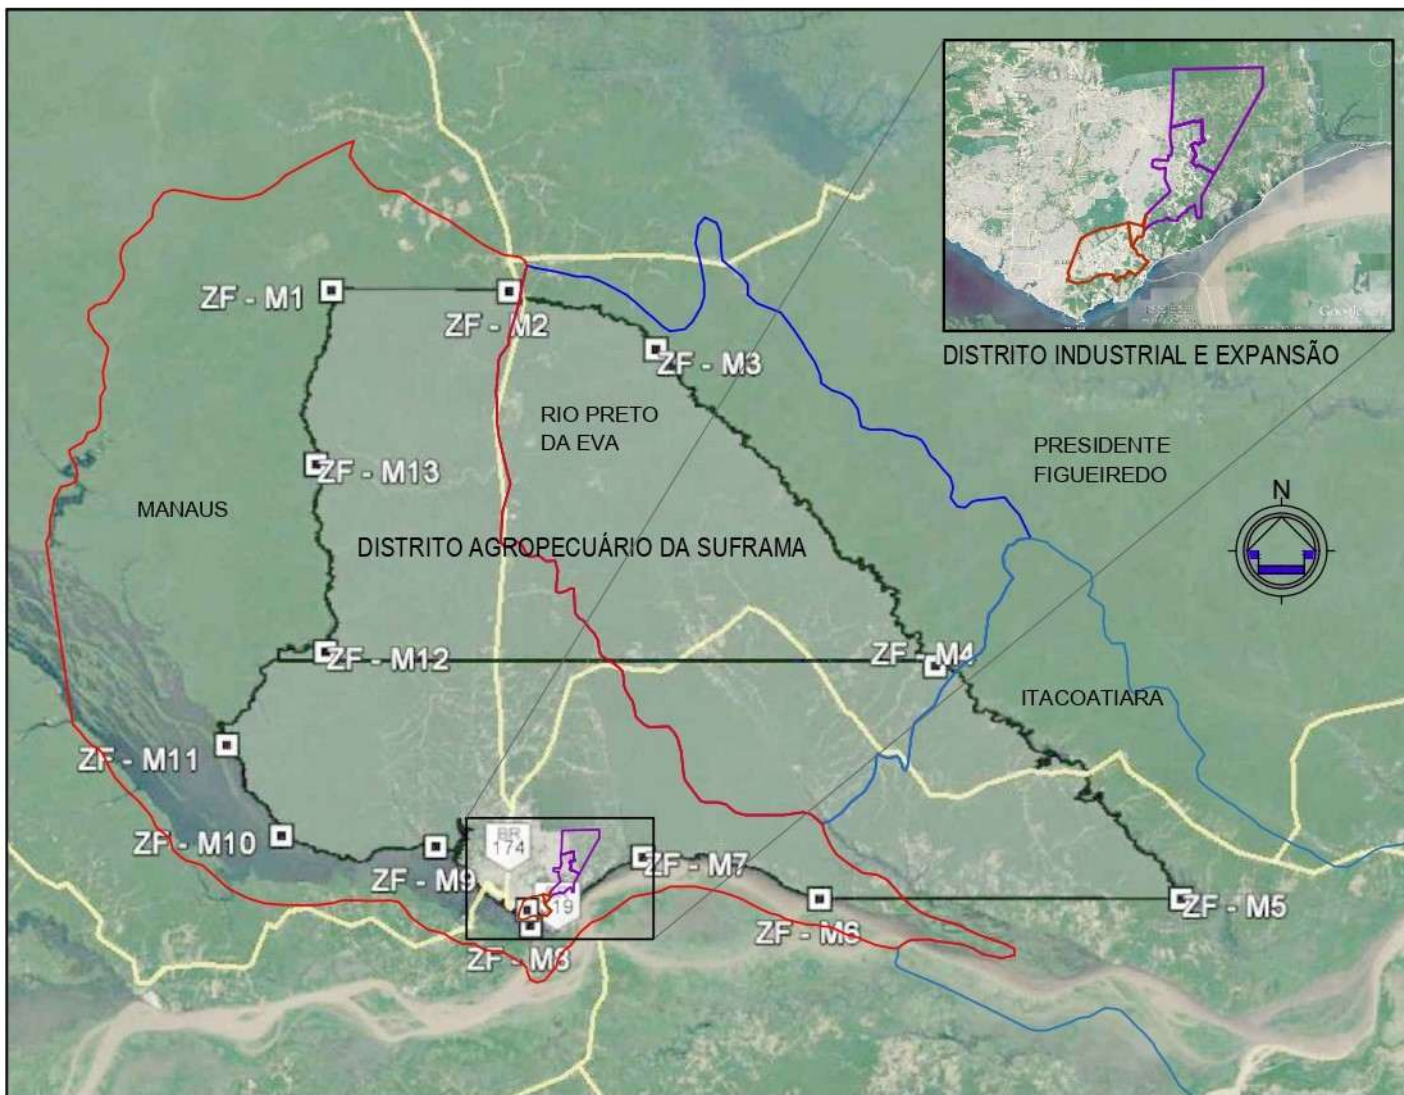 DISTRITO INDUSTRIAL E EXPANSÃO
ZF - M1
ZF - M2
ZF - M3
RIO PRETO
DA EVA
PRESIDENTE
FIGUEIREDO
N
ZF - M13
MANAUS
DISTRITO AGROPECUÁRIO DA SUFRAMA
ZF - M12
ZF - M4
ITACOATIARA
ZF - M11
ZF - M10
BR
174
ZF - M9
ZF - M7
19
ZF - M6
ZF - M5
ZF - M8
Google